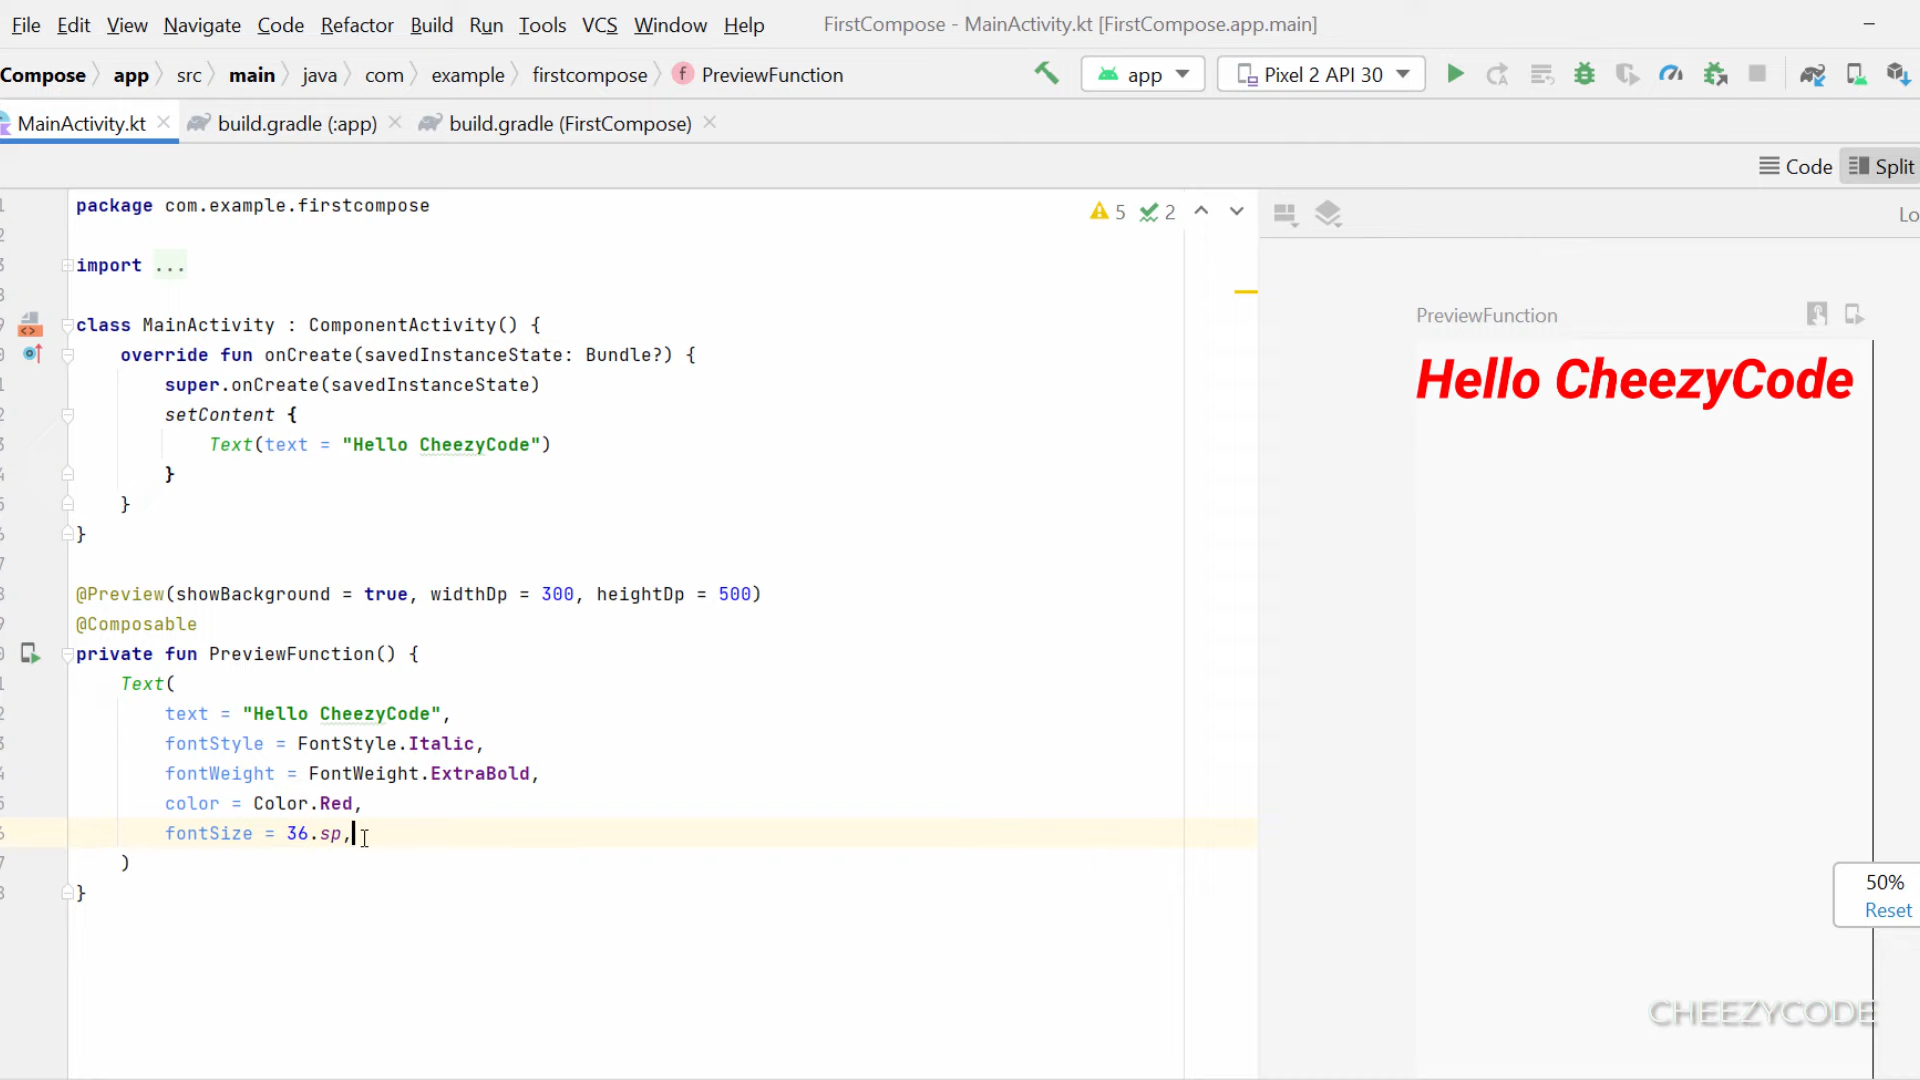 File Edit View Navigate Code Refactor Build Run Tools VCS Window Help FirstCompose - MainActivity.kt [FirstCompose.app.main]
Compose app src main java com example firstcompose f PreviewFunction app Pixel 2 API 30
MainActivity.kt build.gradle (:app) build.gradle (FirstCompose)
Code Split
package com.example.firstcompose
5 2
Lo
import ...
PreviewFunction
class MainActivity : ComponentActivity() {
override fun onCreate(savedInstanceState: Bundle?) {
super.onCreate(savedInstanceState)
setContent {
Text(text = "Hello CheezyCode")
}
}
}
Hello CheezyCode
@Preview(showBackground = true, widthDp = 300, heightDp = 500)
@Composable
private fun PreviewFunction() {
Text(
text = "Hello CheezyCode",
fontStyle = FontStyle.Italic,
fontWeight = FontWeight.ExtraBold,
color = Color.Red,
fontSize = 36.sp,
)
}
50%
Reset
CHEEZYCODE